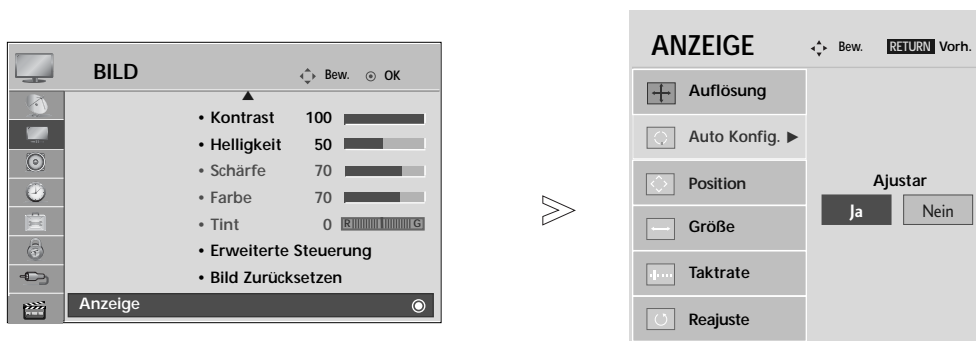 BILD
Bew. OK
• Kontrast 100
• Helligkeit 50
• Schärfe 70
• Farbe 70
• Tint 0 R G
• Erweiterte Steuerung
• Bild Zurücksetzen
Anzeige
ANZEIGE
Bew. RETURN Vorh.
Auflösung
Auto Konfig. ►
Position
Größe
Taktrate
Reajuste
Ajustar
Ja Nein